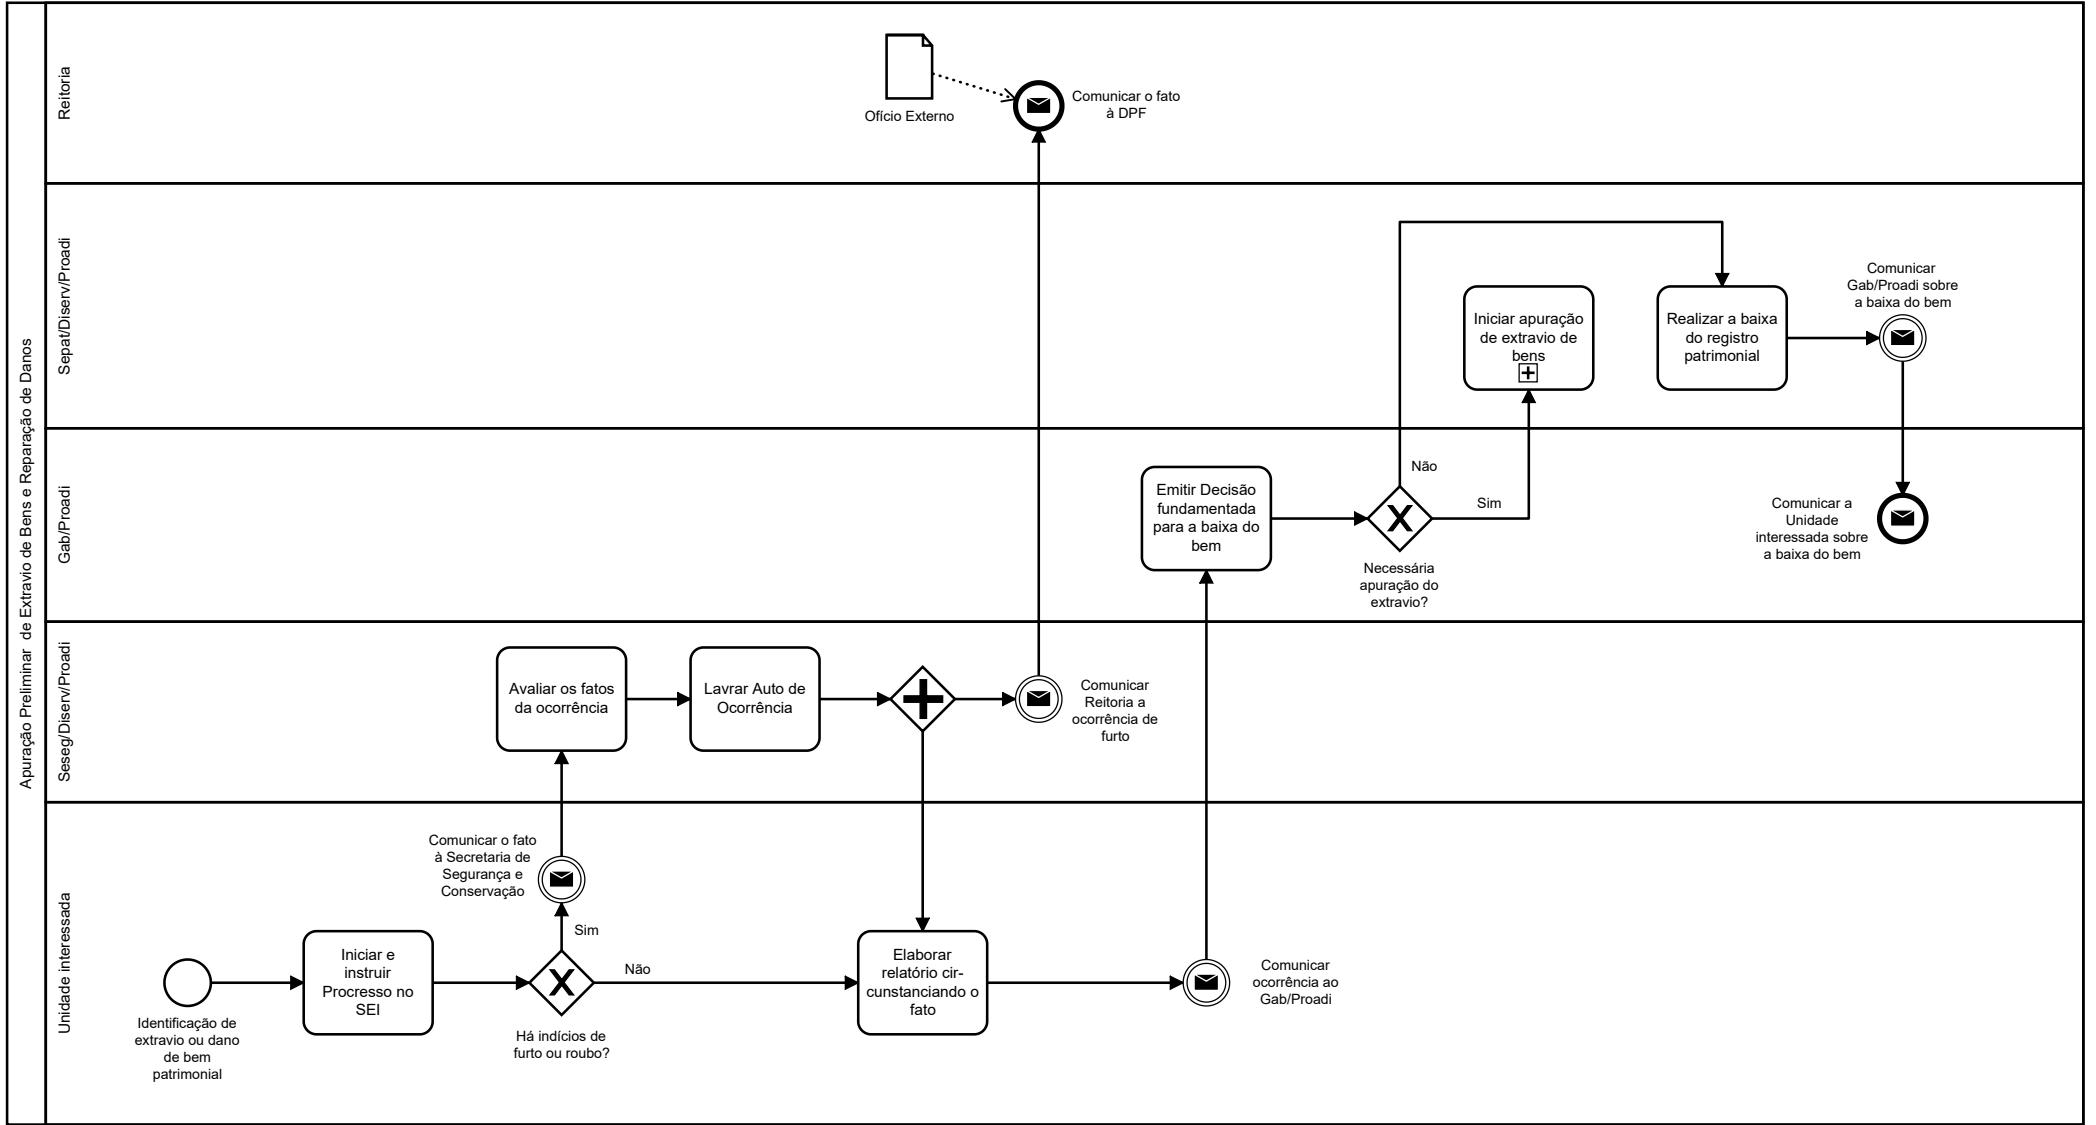 Apuração Preliminar de Extravio de Bens e Reparação de Danos
Reitoria
Ofício Externo
Comunicar o fato
à DPF
Sepat/Diserv/Proadi
Iniciar apuração
de extravio de
bens
Realizar a baixa
do registro
patrimonial
Comunicar
Gab/Proadi sobre
a baixa do bem
Gab/Proadi
Emitir Decisão
fundamentada
para a baixa do
bem
Não
Sim
Necessária
apuração do
extravio?
Comunicar a
Unidade
interessada sobre
a baixa do bem
Seseg/Diserv/Proadi
Avaliar os fatos
da ocorrência
Lavrar Auto de
Ocorrência
Comunicar
Reitoria a
ocorrência de
furto
Unidade interessada
Identificação de
extravio ou dano
de bem
patrimonial
Iniciar e
instruir
Procresso no
SEI
Comunicar o fato
à Secretaria de
Segurança e
Conservação
Sim
Não
Há indícios de
furto ou roubo?
Elaborar
relatório cir-
cunstanciando o
fato
Comunicar
ocorrência ao
Gab/Proadi